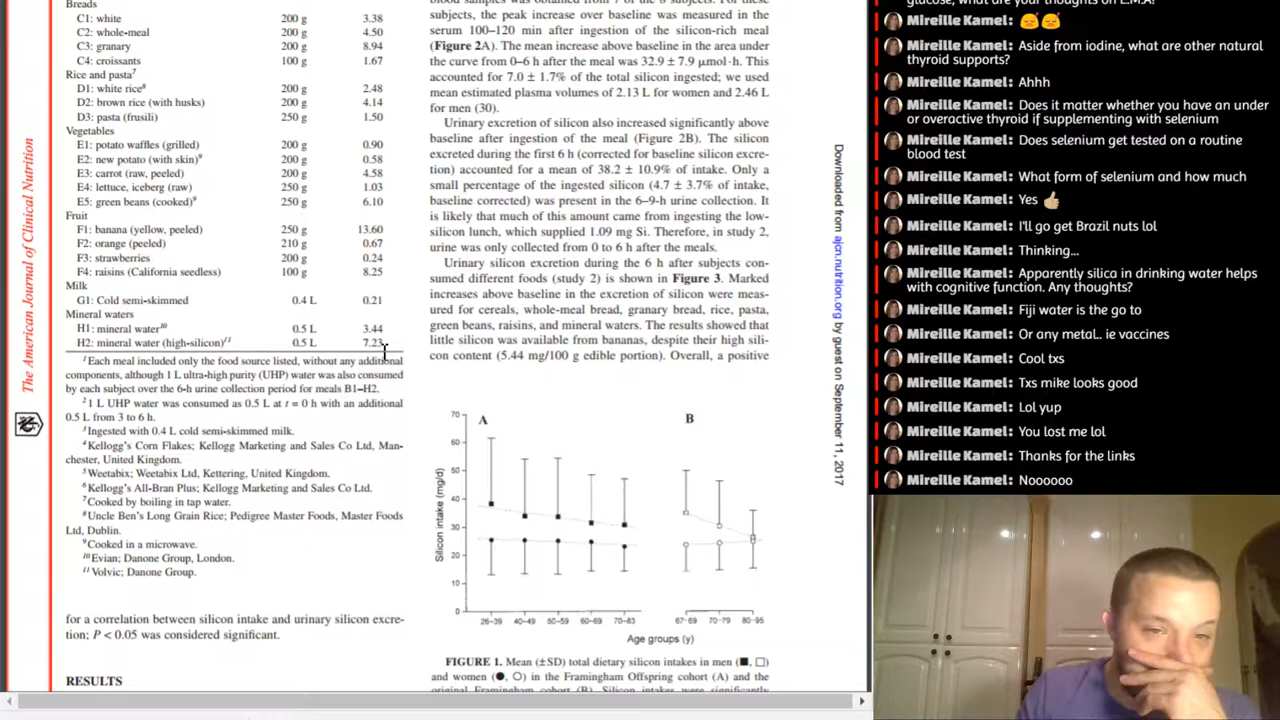 Breads
C1: white 200 g 3.38
C2: whole-meal 200 g 4.50
C3: granary 200 g 8.94
C4: croissants 100 g 1.67
Rice and pasta7
D1: white rice8 200 g 2.48
D2: brown rice (with husks) 200 g 4.14
D3: pasta (frusili) 250 g 1.50
Vegetables
E1: potato waffles (grilled) 200 g 0.90
E2: new potato (with skin)9 200 g 0.58
E3: carrot (raw, peeled) 200 g 4.58
E4: lettuce, iceberg (raw) 250 g 1.03
E5: green beans (cooked)9 250 g 6.10
Fruit
F1: banana (yellow, peeled) 250 g 13.60
F2: orange (peeled) 210 g 0.67
F3: strawberries 200 g 0.24
F4: raisins (California seedless) 100 g 8.25
Milk
G1: Cold semi-skimmed 0.4 L 0.21
Mineral waters
H1: mineral water10 0.5 L 3.44
H2: mineral water (high-silicon)11 0.5 L 7.23
1Each meal included only the food source listed, without any additional
components, although 1 L ultra-high purity (UHP) water was also consumed
by each subject over the 6-h urine collection period for meals B1–H2.
2 1 L UHP water was consumed as 0.5 L at t = 0 h with an additional
0.5 L from 3 to 6 h.
3Ingested with 0.4 L cold semi-skimmed milk.
4Kellogg's Corn Flakes; Kellogg Marketing and Sales Co Ltd, Man-
chester, United Kingdom.
5Weetabix; Weetabix Ltd, Kettering, United Kingdom.
6Kellogg's All-Bran Plus; Kellogg Marketing and Sales Co Ltd.
7Cooked by boiling in tap water.
8Uncle Ben's Long Grain Rice; Pedigree Master Foods, Master Foods
Ltd, Dublin.
9Cooked in a microwave.
10Evian; Danone Group, London.
11Volvic; Danone Group.
for a correlation between silicon intake and urinary silicon excre-
tion; P < 0.05 was considered significant.
RESULTS
subjects, the peak increase over baseline was measured in the
serum 100–120 min after ingestion of the silicon-rich meal
(Figure 2A). The mean increase above baseline in the area under
the curve from 0–6 h after the meal was 32.9 ± 7.9 μmol·h. This
accounted for 7.0 ± 1.7% of the total silicon ingested; we used
mean estimated plasma volumes of 2.13 L for women and 2.46 L
for men (30).
Urinary excretion of silicon also increased significantly above
baseline after ingestion of the meal (Figure 2B). The silicon
excreted during the first 6 h (corrected for baseline silicon excre-
tion) accounted for a mean of 38.2 ± 10.9% of intake. Only a
small percentage of the ingested silicon (4.7 ± 3.7% of intake,
baseline corrected) was present in the 6–9-h urine collection. It
is likely that much of this amount came from ingesting the low-
silicon lunch, which supplied 1.09 mg Si. Therefore, in study 2,
urine was only collected from 0 to 6 h after the meals.
Urinary silicon excretion during the 6 h after subjects con-
sumed different foods (study 2) is shown in Figure 3. Marked
increases above baseline in the excretion of silicon were meas-
ured for cereals, whole-meal bread, granary bread, rice, pasta,
green beans, raisins, and mineral waters. The results showed that
little silicon was available from bananas, despite their high sili-
con content (5.44 mg/100 g edible portion). Overall, a positive
A
B
Silicon intake (mg/d)
70
60
50
40
30
20
10
0
26–39 40–49 50–59 60–69 70–83 67–69 70–79 80–95
Age groups (y)
FIGURE 1. Mean (±SD) total dietary silicon intakes in men (■, □)
and women (●, ○) in the Framingham Offspring cohort (A) and the
original Framingham cohort (B). Silicon intakes were significantly
The American Journal of Clinical Nutrition
Downloaded from ajcn.nutrition.org by guest on September 11, 2017
Mireille Kamel: 😴😴
Mireille Kamel: Aside from iodine, what are other natural
thyroid supports?
Mireille Kamel: Ahhh
Mireille Kamel: Does it matter whether you have an under
or overactive thyroid if supplementing with selenium
Mireille Kamel: Does selenium get tested on a routine
blood test
Mireille Kamel: What form of selenium and how much
Mireille Kamel: Yes 👍🏼
Mireille Kamel: I'll go get Brazil nuts lol
Mireille Kamel: Thinking...
Mireille Kamel: Apparently silica in drinking water helps
with cognitive function. Any thoughts?
Mireille Kamel: Fiji water is the go to
Mireille Kamel: Or any metal.. ie vaccines
Mireille Kamel: Cool txs
Mireille Kamel: Txs mike looks good
Mireille Kamel: Lol yup
Mireille Kamel: You lost me lol
Mireille Kamel: Thanks for the links
Mireille Kamel: Noooooo